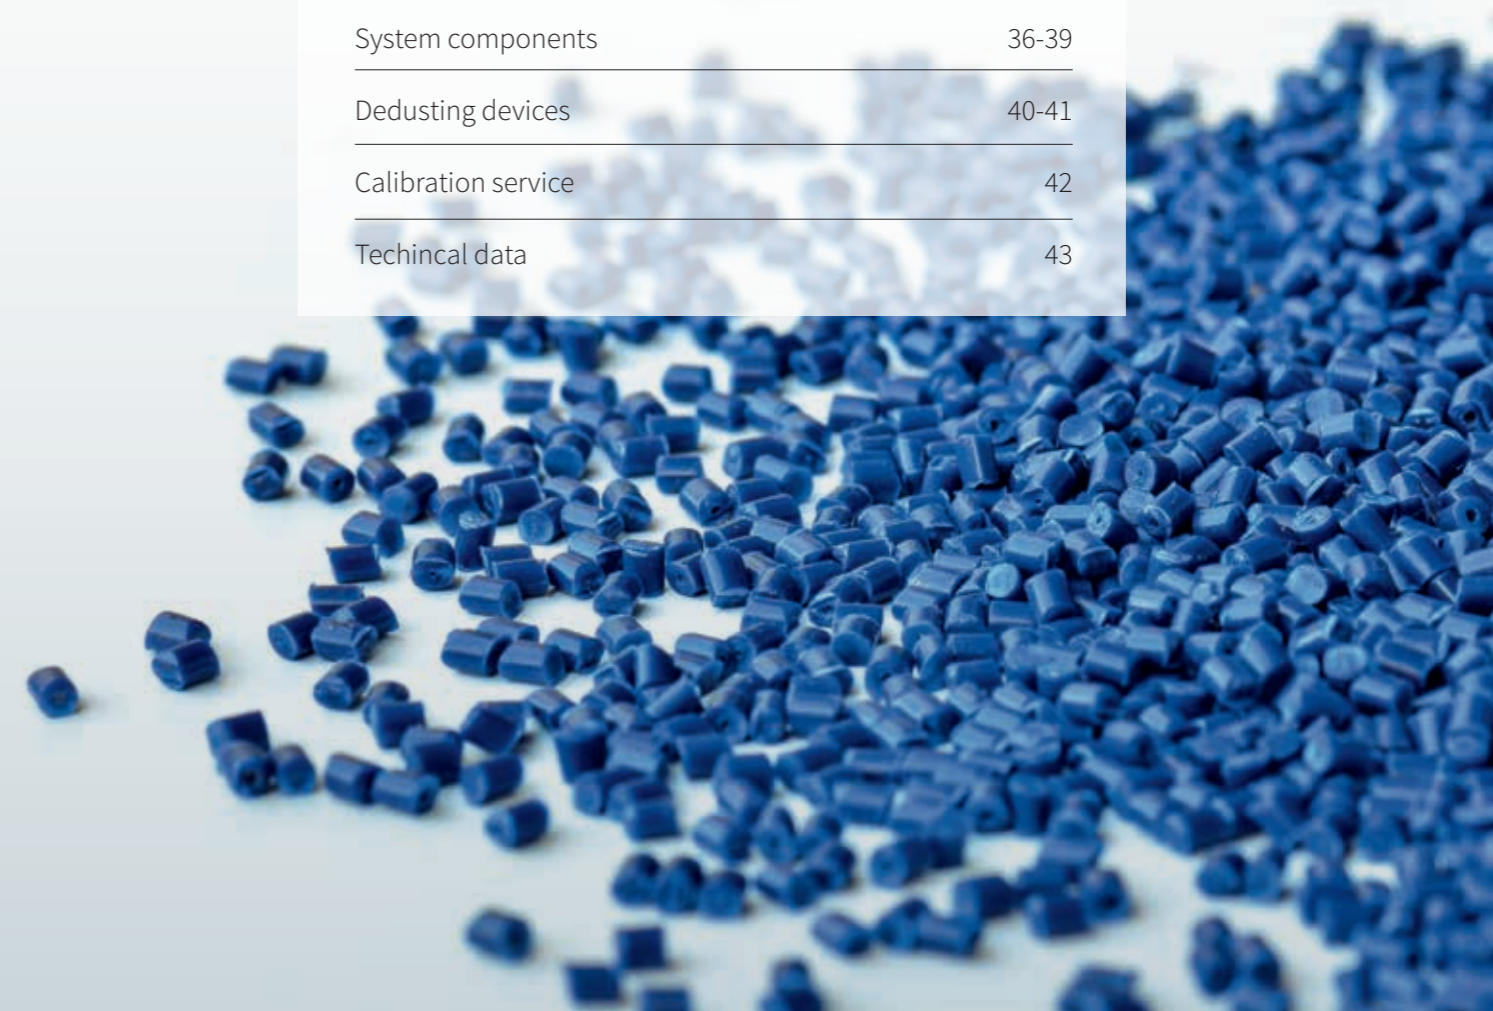 System components 36-39
Dedusting devices 40-41
Calibration service 42
Techincal data 43